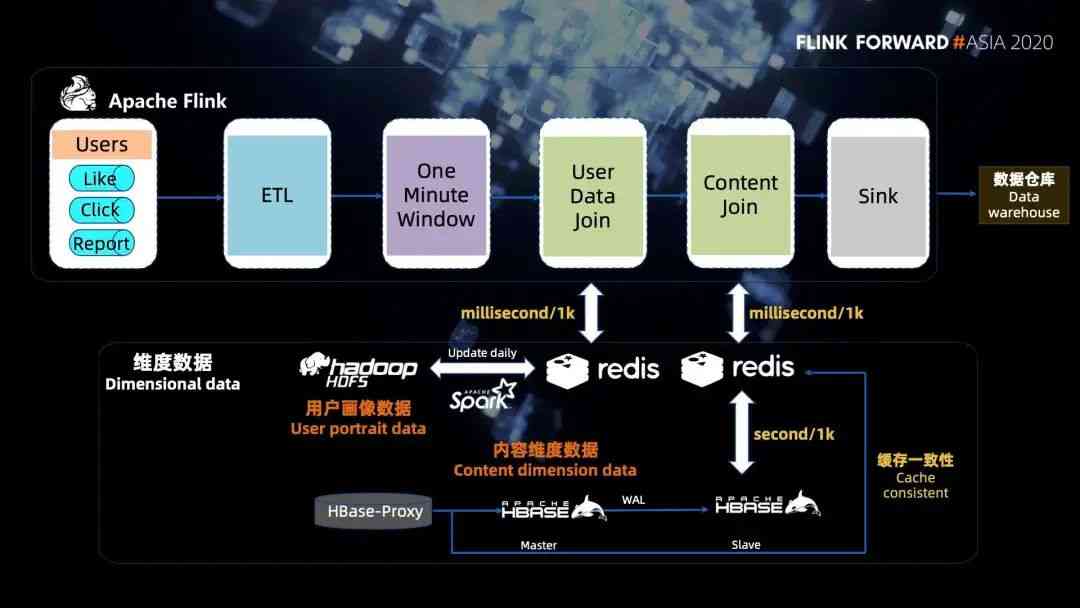 FLINK FORWARD #ASIA 2020
Apache Flink
Users
Like
Click
Report
ETL
One
Minute
Window
User
Data
Join
Content
Join
Sink
数据仓库
Data
warehouse
millisecond/1k
millisecond/1k
维度数据
Dimensional data
hadoop
HDFS
Update daily
APACHE
Spark
redis
redis
用户画像数据
User portrait data
内容维度数据
Content dimension data
second/1k
缓存一致性
Cache
consistent
HBase-Proxy
APACHE
HBASE
WAL
APACHE
HBASE
Master
Slave